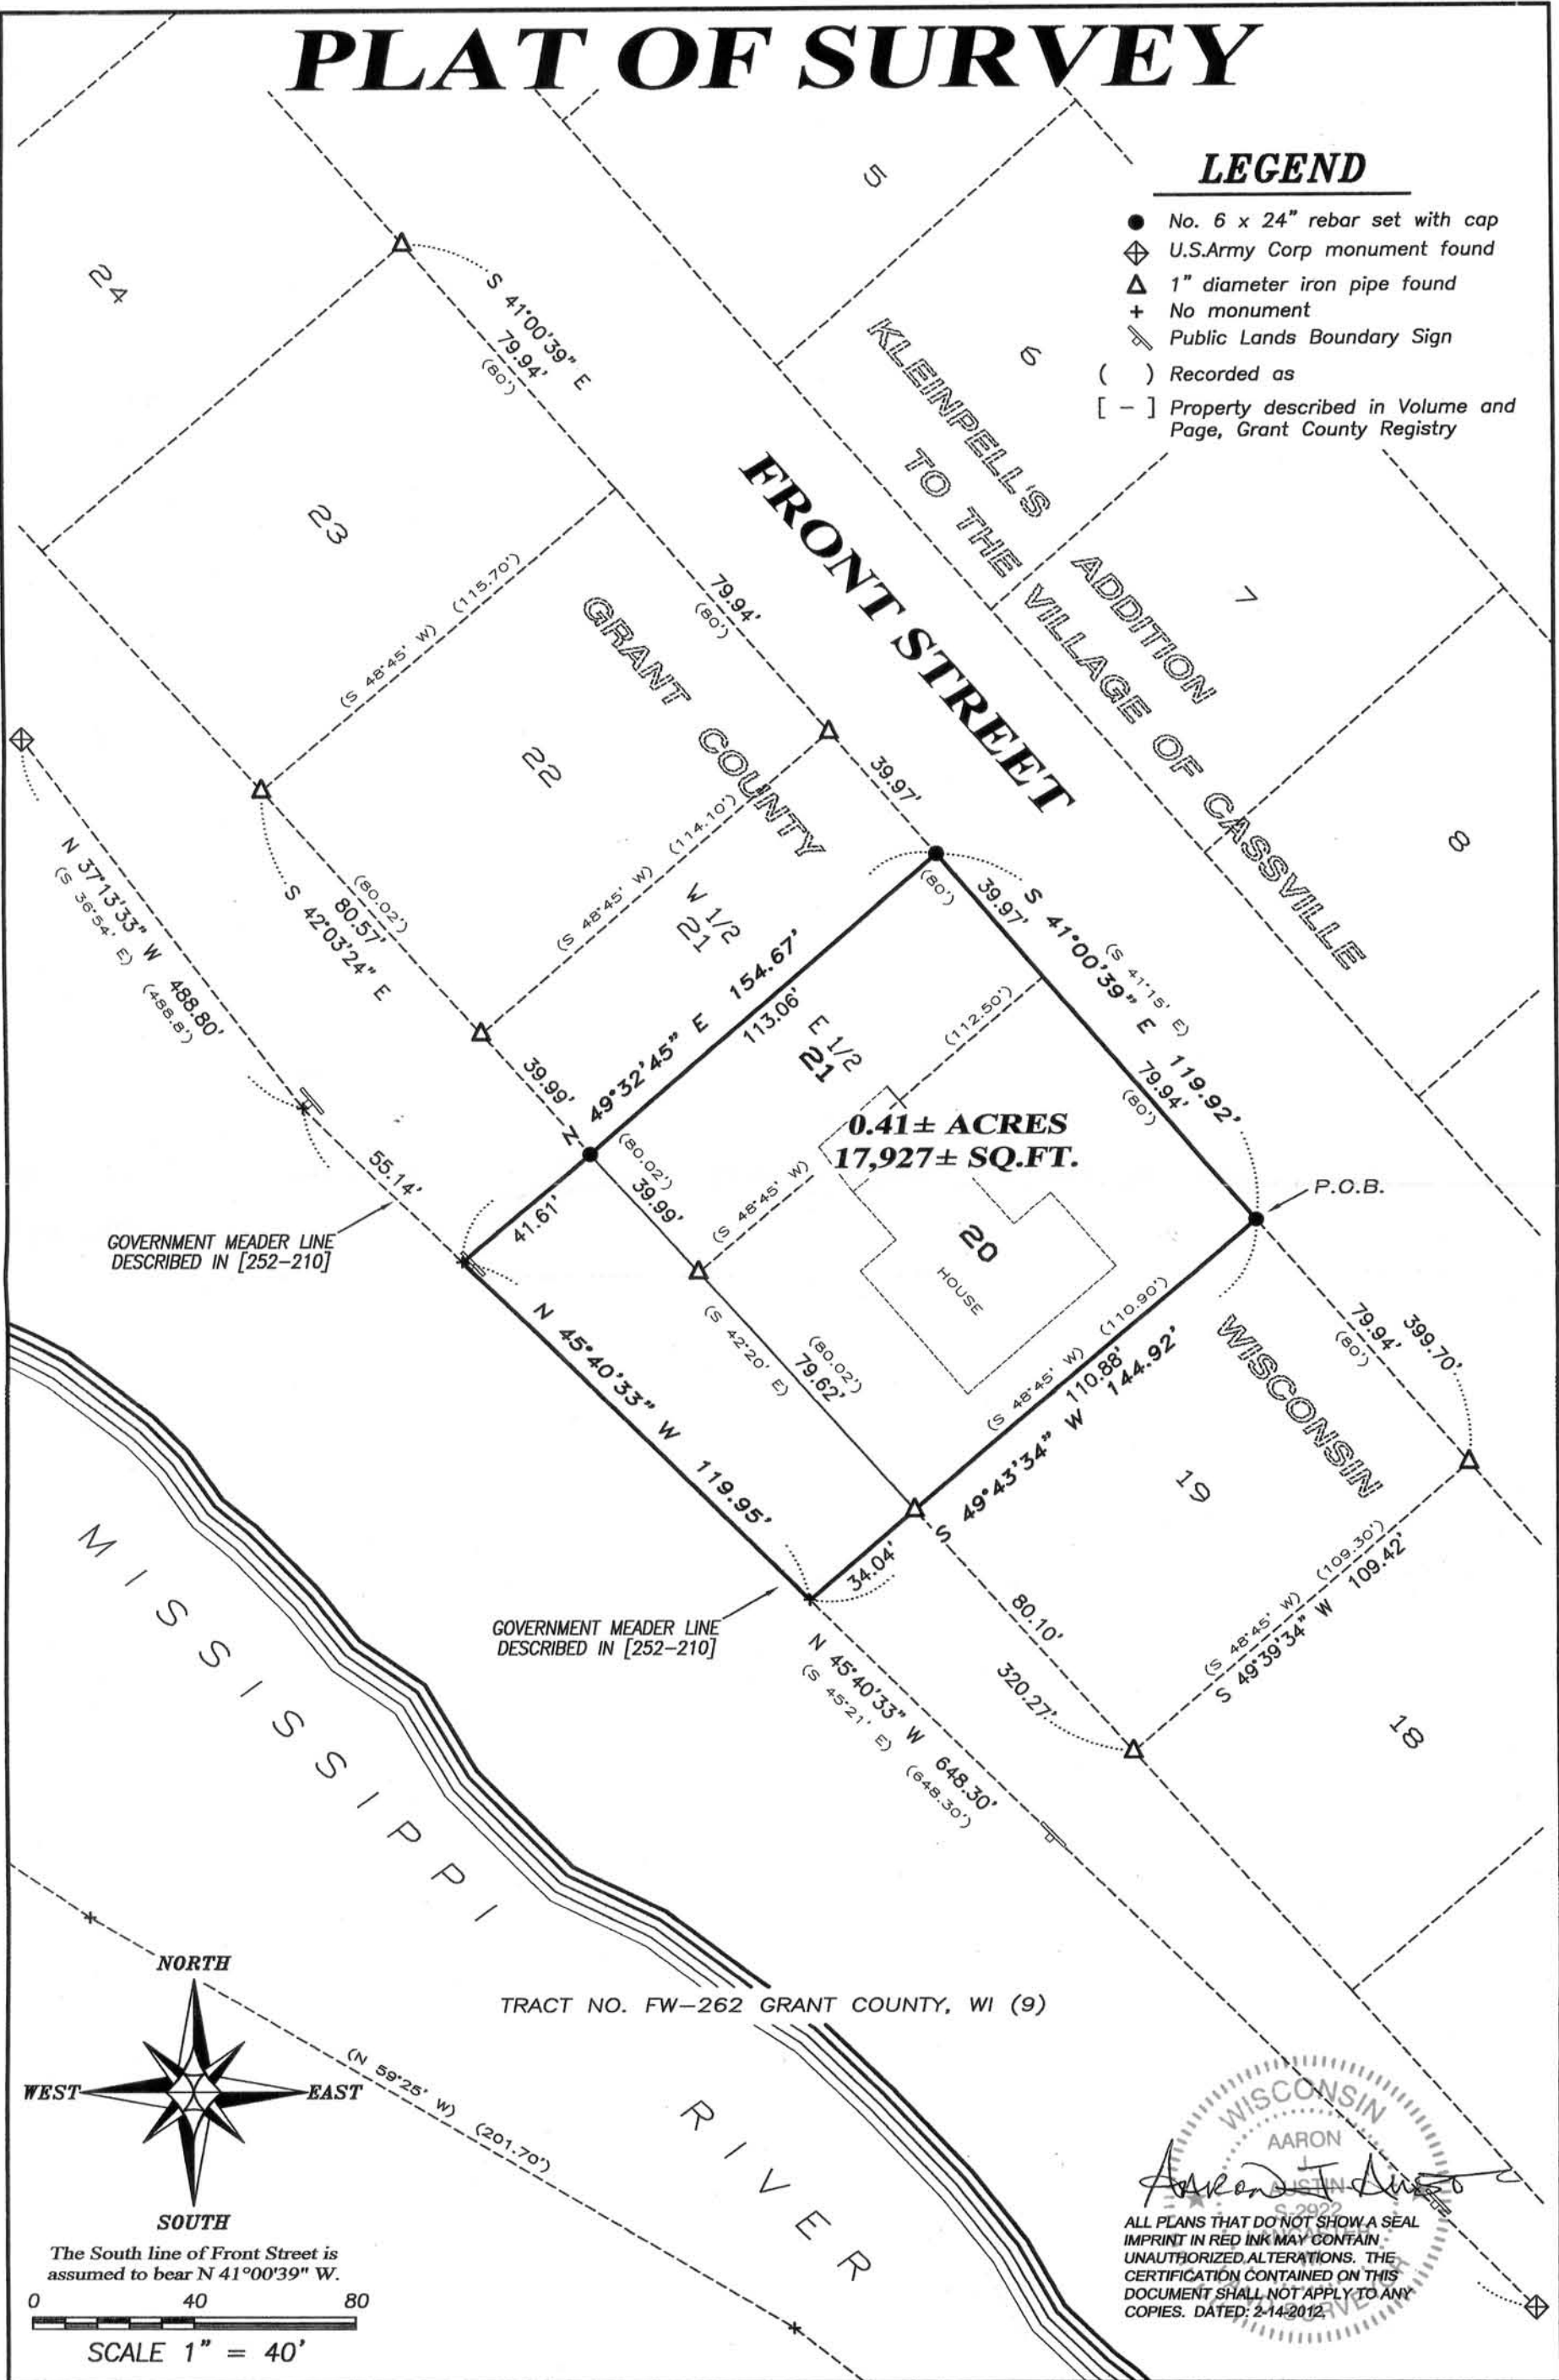 PLAT OF SURVEY
LEGEND
No. 6 x 24" rebar set with cap
U.S.Army Corp monument found
1" diameter iron pipe found
+ No monument
Public Lands Boundary Sign
( ) Recorded as
[ - ] Property described in Volume and
Page, Grant County Registry
5
6
7
8
24
23
22
W 1/2
21
E 1/2
21
20
HOUSE
19
18
KLEINPELL'S ADDITION
TO THE VILLAGE OF CASSVILLE
GRANT COUNTY
WISCONSIN
FRONT STREET
S 41°00'39" E
79.94'
(80')
79.94'
(80')
39.97'
(80')
39.97'
S 41°00'39" E 119.92'
(S 41°15' E)
79.94'
(80')
P.O.B.
79.94'
(80')
399.70'
(S 48°45' W) (115.70')
(S 48°45' W) (114.10')
N 49°32'45" E 154.67'
113.06'
41.61'
(112.50')
(S 48°45' W)
0.41± ACRES
17,927± SQ.FT.
N 37°13'33" W 488.80'
(S 36°54' E) (488.8')
(80.02')
80.57'
S 42°03'24" E
39.99'
(80.02')
39.99'
55.14'
GOVERNMENT MEADER LINE
DESCRIBED IN [252-210]
(S 42°20' E)
(80.02')
79.62'
(S 48°45' W) (110.90')
110.88'
S 49°43'34" W 144.92'
34.04'
N 45°40'33" W 119.95'
GOVERNMENT MEADER LINE
DESCRIBED IN [252-210]
80.10'
320.27'
(S 48°45' W) (109.30')
S 49°39'34" W 109.42'
N 45°40'33" W 648.30'
(S 45°21' E) (648.30')
MISSISSIPPI
RIVER
TRACT NO. FW-262 GRANT COUNTY, WI (9)
(N 59°25' W) (201.70')
NORTH
WEST EAST
SOUTH
The South line of Front Street is
assumed to bear N 41°00'39" W.
0 40 80
SCALE 1" = 40'
WISCONSIN
AARON
J.
AUSTIN
S-2922
LANCASTER
WI
LAND SURVEYOR
Aaron J Austin
ALL PLANS THAT DO NOT SHOW A SEAL
IMPRINT IN RED INK MAY CONTAIN
UNAUTHORIZED ALTERATIONS. THE
CERTIFICATION CONTAINED ON THIS
DOCUMENT SHALL NOT APPLY TO ANY
COPIES. DATED: 2-14-2012.